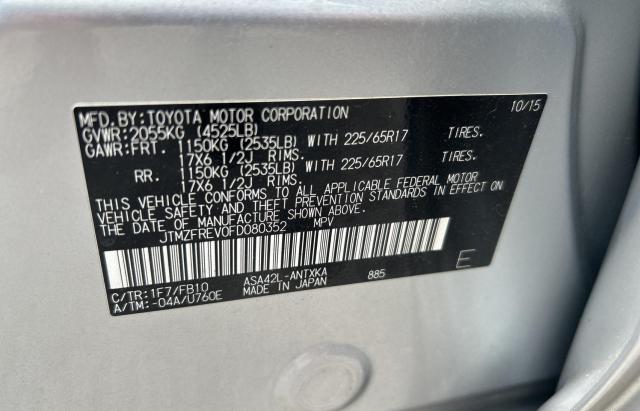 MFD. BY: TOYOTA MOTOR CORPORATION 10/15
GVWR: 2055KG (4525LB)
GAWR: FRT. 1150KG (2535LB) WITH 225/65R17 TIRES.
17X6 1/2J RIMS.
RR. 1150KG (2535LB) WITH 225/65R17 TIRES.
17X6 1/2J RIMS.
THIS VEHICLE CONFORMS TO ALL APPLICABLE FEDERAL MOTOR
VEHICLE SAFETY AND THEFT PREVENTION STANDARDS IN EFFECT ON
THE DATE OF MANUFACTURE SHOWN ABOVE.
JTMZFREV0FD080352 MPV
C/TR: 1F7/FB10 ASA42L-ANTXKA 885 E
A/TM: -04A/U760E MADE IN JAPAN